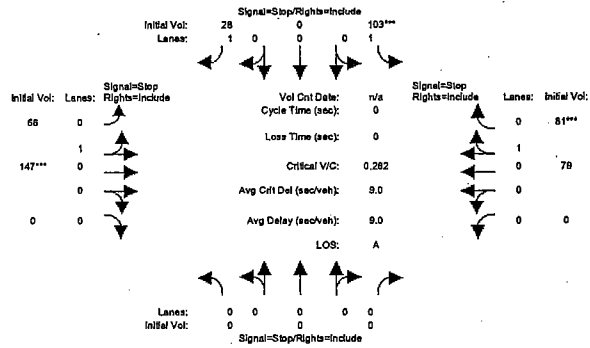 Signal=Stop/Rights=Include
Initial Vol: 28 0 103***
Lanes: 1 0 0 0 1
Signal=Stop
Initial Vol: Lanes: Rights=Include
Vol Cnt Date: n/a
Cycle Time (sec): 0
Signal=Stop
Rights=Include Lanes: Initial Vol:
0
0 81***
Loss Time (sec): 0
1
1
147*** 0
Critical V/C: 0.262
0 79
0
Avg Crit Del (sec/veh): 9.0
0
0 0
Avg Delay (sec/veh): 9.0
0 0
LOS: A
Lanes: 0 0 0 0 0
Initial Vol: 0 0 0
Signal=Stop/Rights=Include